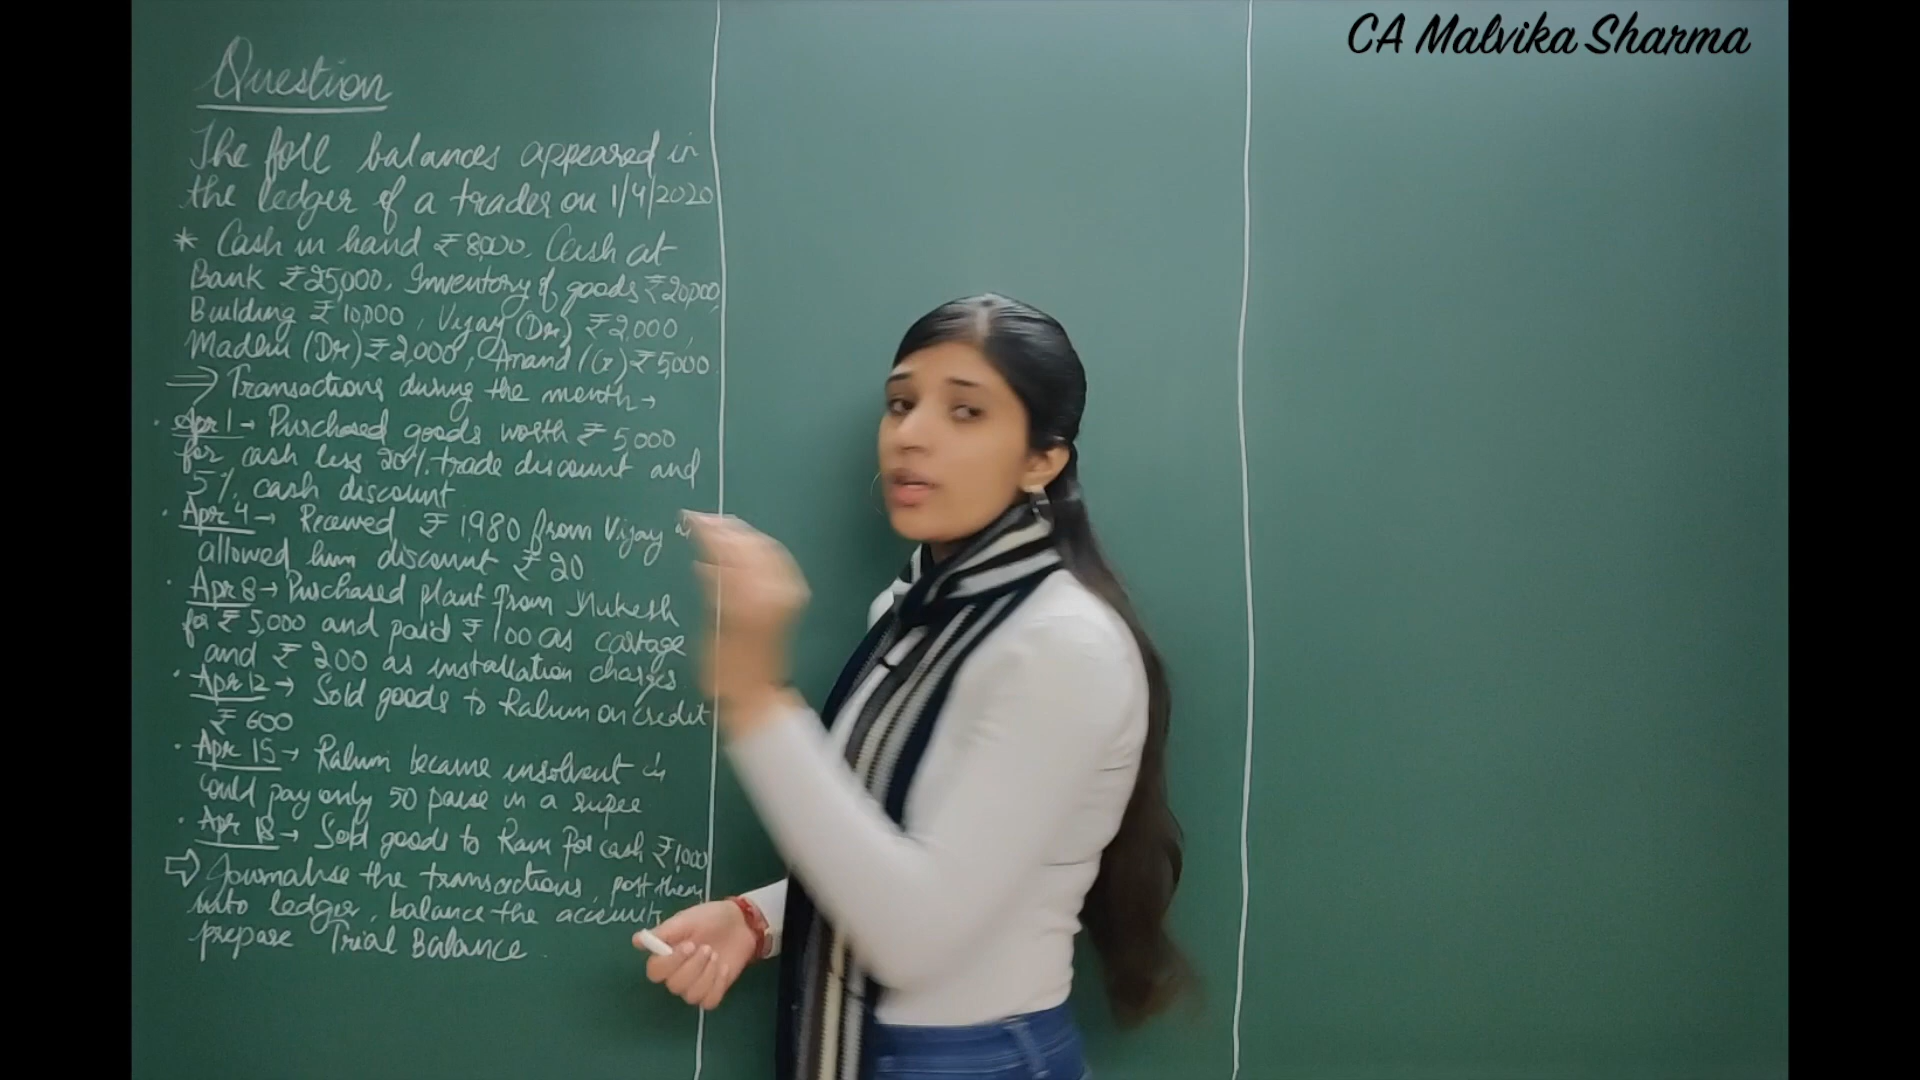 CA Malvika Sharma
Question
The foll balances appeared in
the ledger of a trader on 1/4/2020
* Cash in hand ₹ 8,000. Cash at
Bank ₹ 25,000. Inventory of goods ₹ 20,000
Building ₹ 10,000, Vijay (Dr) ₹ 2,000,
Madhu (Dr) ₹ 2,000, Anand (Cr) ₹ 5,000.
⇒ Transactions during the month →
• Apr 1 → Purchased goods worth ₹ 5,000
for cash less 20% trade discount and
5% cash discount
• Apr 4 → Received ₹ 1,980 from Vijay
allowed him discount ₹ 20
• Apr 8 → Purchased plant from Mukesh
for ₹ 5,000 and paid ₹ 100 as cartage
and ₹ 200 as installation charges
• Apr 12 → Sold goods to Rahim on credit
₹ 600
• Apr 15 → Rahim became insolvent &
could pay only 50 paise in a rupee
• Apr 18 → Sold goods to Ram for cash ₹ 1,000
⇨ Journalise the transactions, post them
into ledger, balance the accounts
prepare Trial Balance.